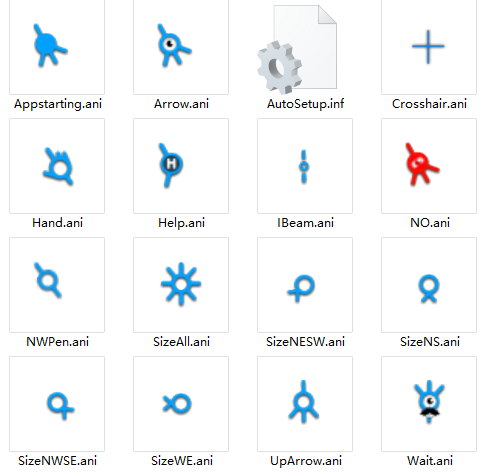 Appstarting.ani
Arrow.ani
AutoSetup.inf
Crosshair.ani
Hand.ani
H
Help.ani
IBeam.ani
NO.ani
NWPen.ani
SizeAll.ani
SizeNESW.ani
SizeNS.ani
SizeNWSE.ani
SizeWE.ani
UpArrow.ani
Wait.ani